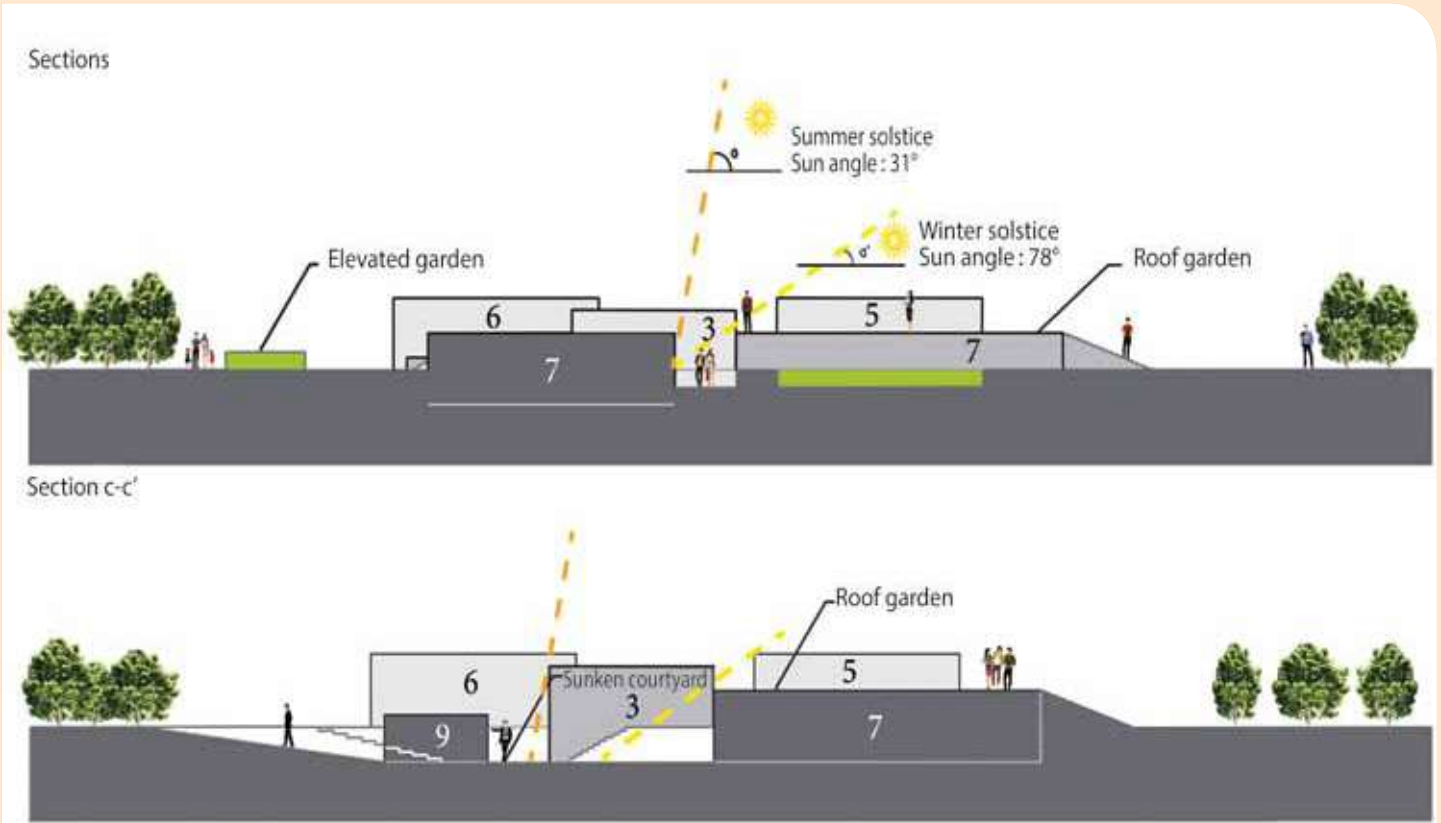 Sections
Summer solstice
Sun angle : 31°
Winter solstice
Sun angle : 78°
Elevated garden
Roof garden
6
3
5
7
7
Section c-c'
Roof garden
6
Sunken courtyard
3
5
9
7